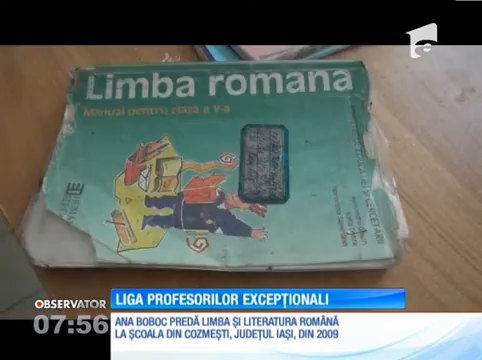 Limba romana
Manual pentru clasa a V-a
LIGA PROFESORILOR EXCEPȚIONALI
OBSERVATOR
07:56
ANA BOBOC PREDĂ LIMBA ȘI LITERATURA ROMÂNĂ
LA ȘCOALA DIN COZMEȘTI, JUDEȚUL IAȘI, DIN 2009